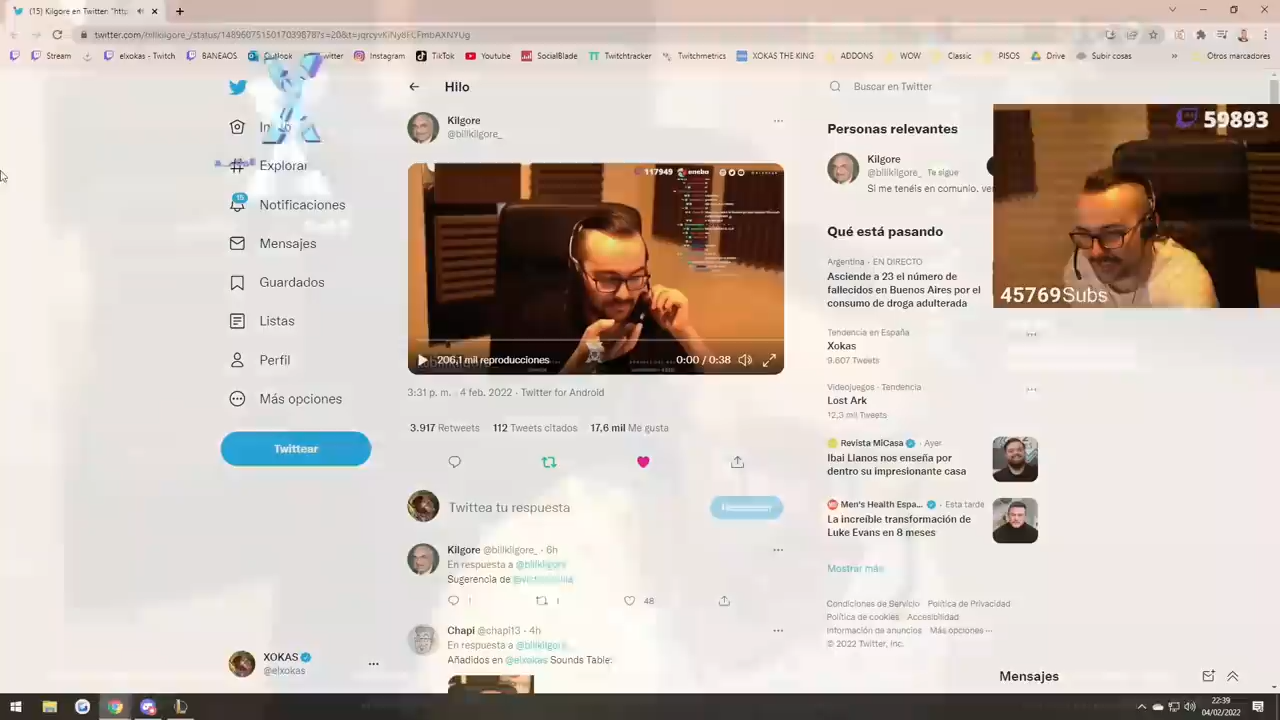 (15) Kilgore en Twitter: "http
twitter.com/billkilgore_/status/1489607515017039878?s=20&t=jqrcyvKiNy8FCFmbAXNYUg
Stream
elxokas - Twitch
BANEAOS
Outlook
Twitter
Instagram
TikTok
Youtube
SocialBlade
Twitchtracker
Twitchmetrics
XOKAS THE KING
ADDONS
WOW
Classic
PISOS
Drive
Subir cosas
»
Otros marcadores
Explorar
15
Notificaciones
Mensajes
Guardados
Listas
Perfil
Más opciones
Twittear
XOKAS
@elxokas
Hilo
Kilgore
@billkilgore_
117949
eneba
206,1 mil reproducciones
0:00 / 0:38
3:31 p. m. · 4 feb. 2022 · Twitter for Android
3.917 Retweets 112 Tweets citados 17,6 mil Me gusta
Twittea tu respuesta
Kilgore @billkilgore_ · 6h
En respuesta a @billkilgore_
Sugerencia de
1
1
48
Chapi @chapi13 · 4h
En respuesta a @billkilgore_
Añadidos en @elxokas Sounds Table:
Buscar en Twitter
Personas relevantes
Kilgore
@billkilgore_ Te sigue
Si me tenéis en comunio, ver
Qué está pasando
Argentina · EN DIRECTO
Asciende a 23 el número de
fallecidos en Buenos Aires por el
consumo de droga adulterada
Tendencia en España
Xokas
9.607 Tweets
Videojuegos · Tendencia
Lost Ark
12,3 mil Tweets
Revista MiCasa · Ayer
Ibai Llanos nos enseña por
dentro su impresionante casa
Men's Health Espa... · Esta tarde
La increíble transformación de
Luke Evans en 8 meses
Mostrar más
Condiciones de Servicio Política de Privacidad
Política de cookies Accesibilidad
Información de anuncios Más opciones ···
© 2022 Twitter, Inc.
59893
45769Subs
Mensajes
22:39
04/02/2022